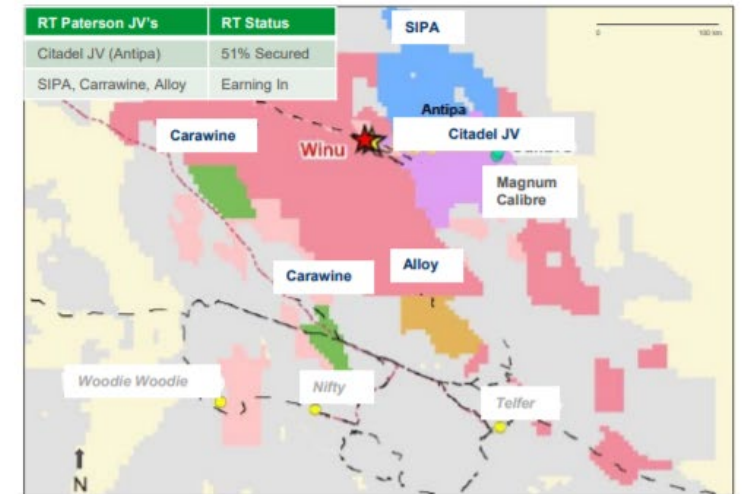 RT Paterson JV's RT Status
Citadel JV (Antipa) 51% Secured
SIPA, Carrawine, Alloy Earning In
SIPA
0 100 km
Antipa
Citadel JV
Carawine
Winu
Magnum
Calibre
Alloy
Carawine
Woodie Woodie
Nifty
Telfer
N